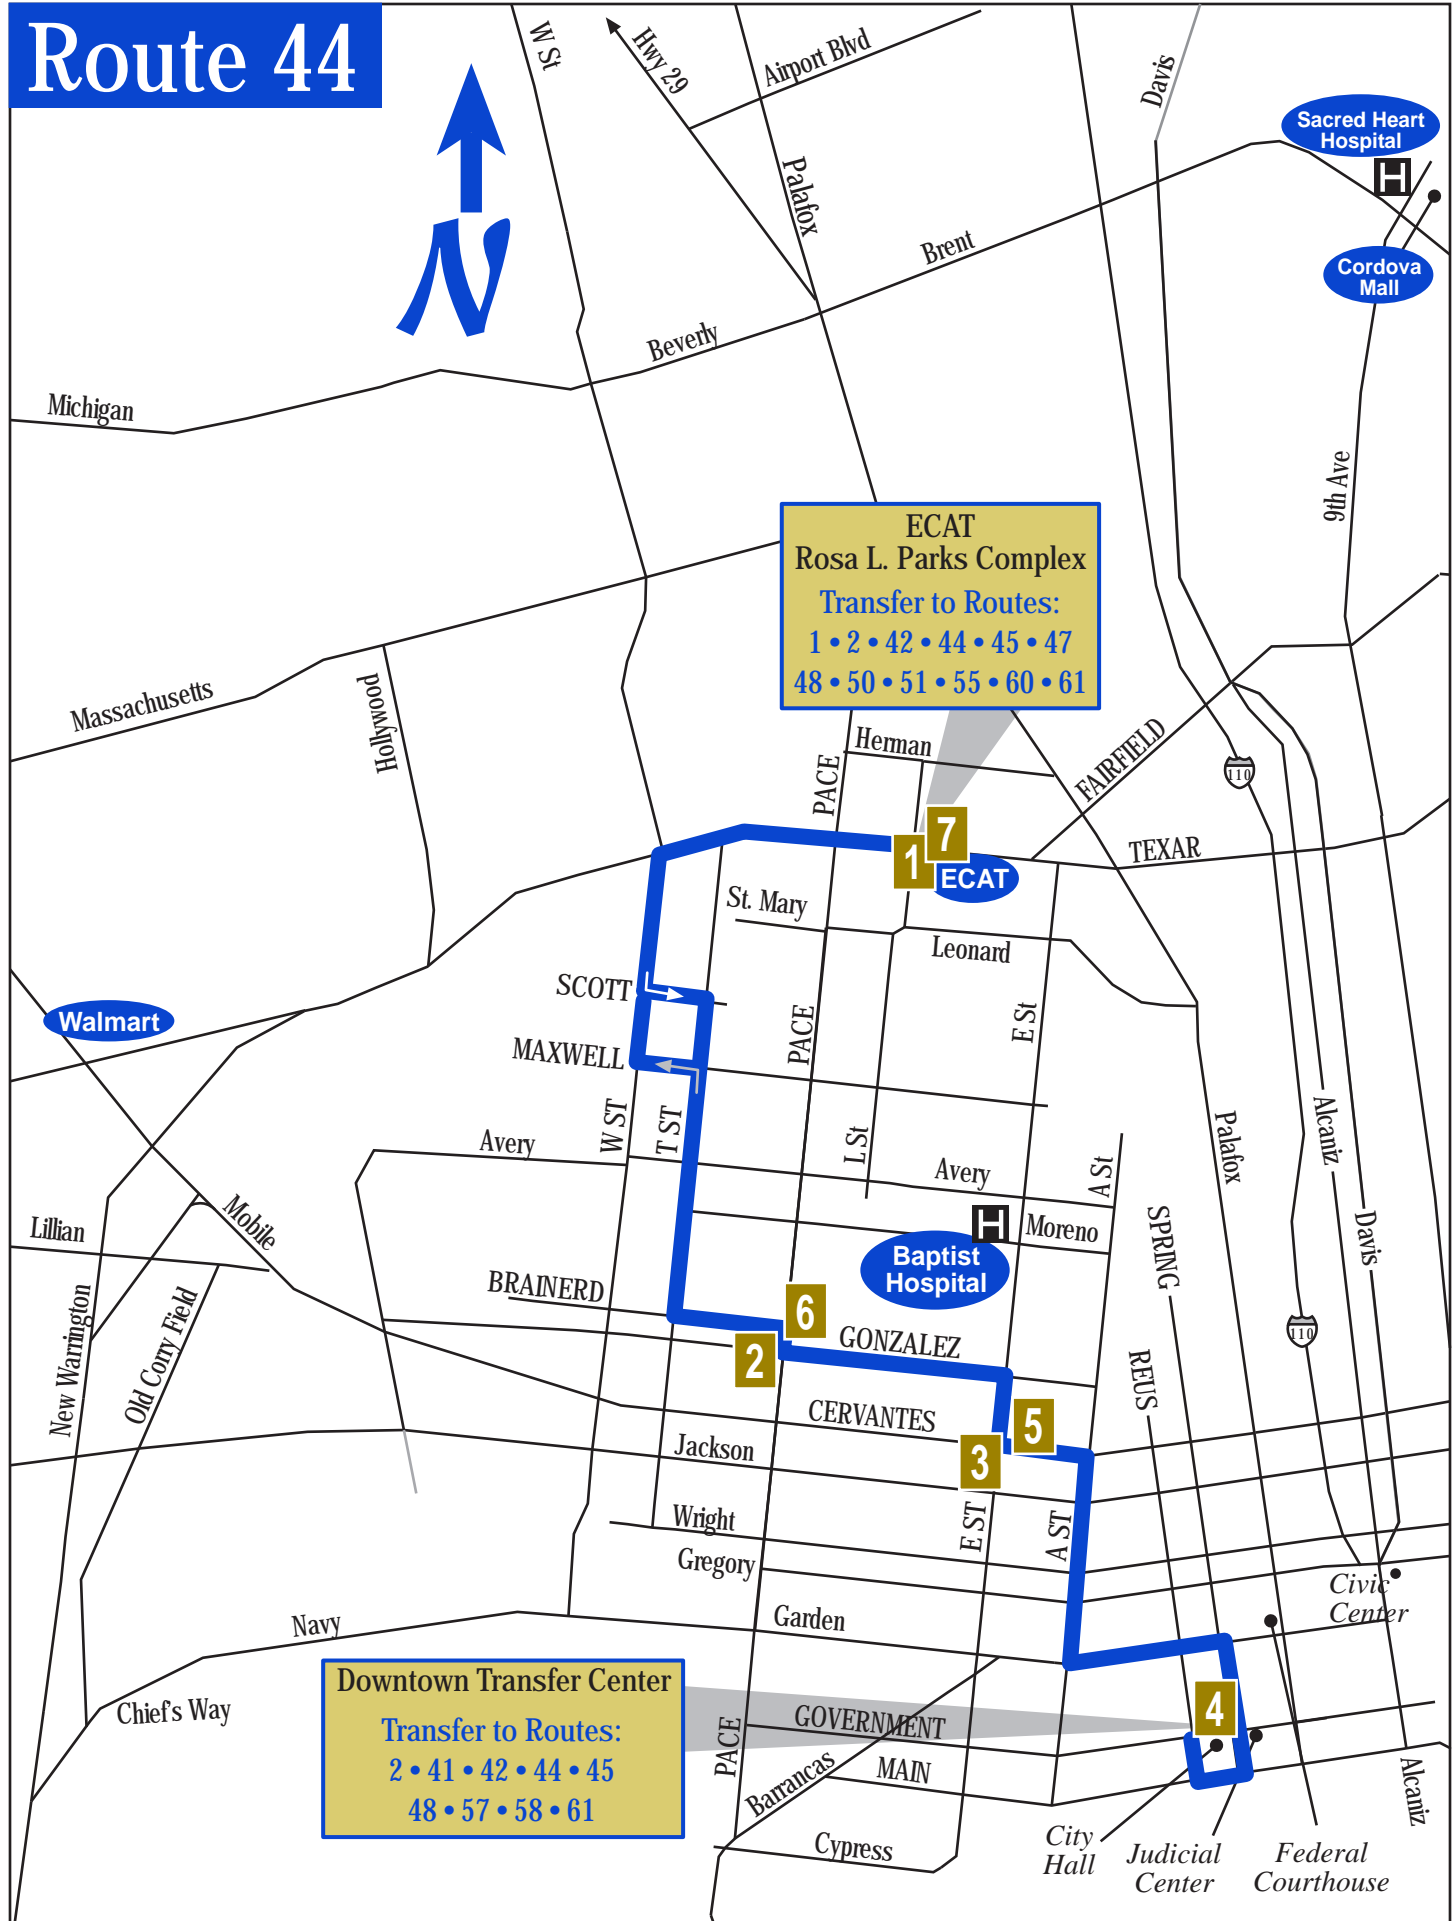 Route 44
W St
Hwy 29
Airport Blvd
Davis
Sacred Heart
Hospital
H
Palafox
Brent
Cordova
Mall
N
Beverly
Michigan
9th Ave
ECAT
Rosa L. Parks Complex
Transfer to Routes:
1 • 2 • 42 • 44 • 45 • 47
48 • 50 • 51 • 55 • 60 • 61
Massachusetts
Hollywood
Herman
PACE
FAIRFIELD
110
7
1
ECAT
TEXAR
St. Mary
Leonard
SCOTT
Walmart
MAXWELL
PACE
E St
W ST
T ST
L St
Avery
Avery
A St
Palafox
Alcaniz
Lillian
Mobile
H
Moreno
SPRING
Davis
Baptist
Hospital
BRAINERD
New Warrington
Old Corry Field
6
2
GONZALEZ
110
REUS
CERVANTES
5
3
Jackson
Wright
E ST
A ST
Gregory
Civic
Center
Navy
Garden
Chief's Way
Downtown Transfer Center
Transfer to Routes:
2 • 41 • 42 • 44 • 45
48 • 57 • 58 • 61
4
GOVERNMENT
PACE
Barrancas
MAIN
Alcaniz
Cypress
City
Hall
Judicial
Center
Federal
Courthouse